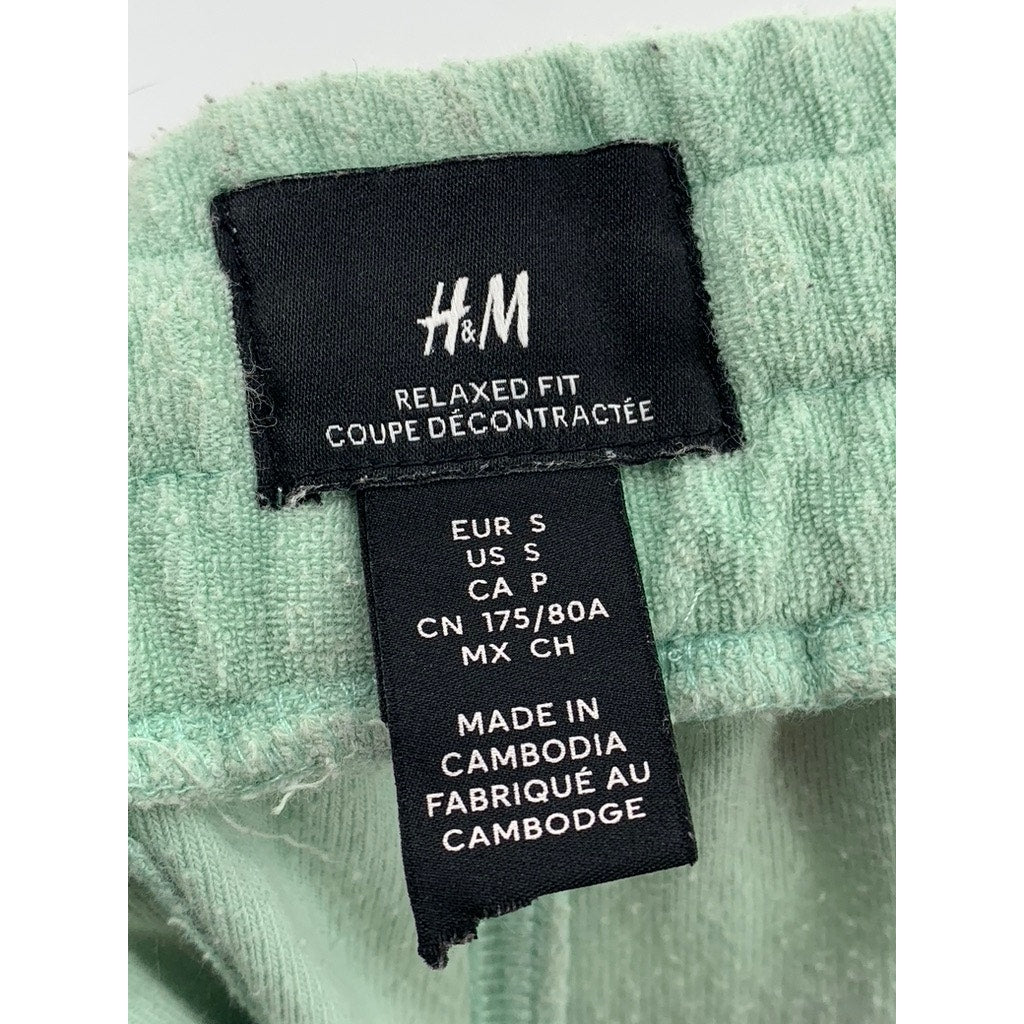 H&M
RELAXED FIT
COUPE DÉCONTRACTÉE
EUR S
US S
CA P
CN 175/80A
MX CH
MADE IN
CAMBODIA
FABRIQUÉ AU
CAMBODGE